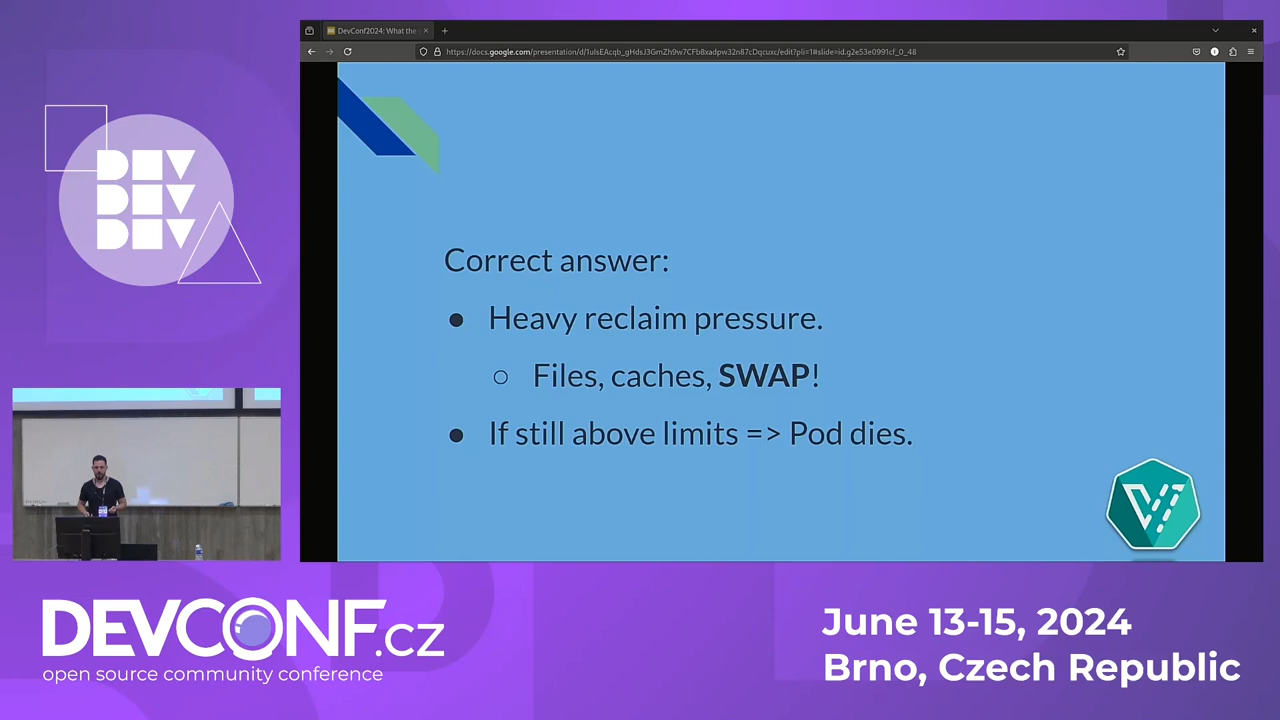 DevConf2024: What the
https://docs.google.com/presentation/d/1ulsEAcqb_gHdsJ3GmZh9w7CFb8xadpw32n87cDqcuxc/edit?pli=1#slide=id.g2e53e0991cf_0_48
DEV
DEV
DEV
Correct answer:
● Heavy reclaim pressure.
○ Files, caches, SWAP!
● If still above limits => Pod dies.
DEVCONF.cz
open source community conference
June 13-15, 2024
Brno, Czech Republic